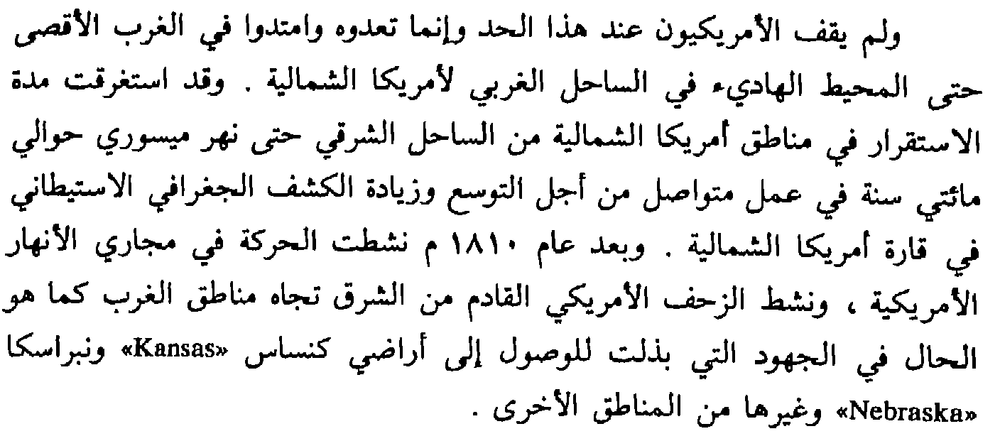 ولم يقف الأمريكيون عند هذا الحد وإنما تعدوه وامتدوا في الغرب الأقصى
حتى المحيط الهاديء في الساحل الغربي لأمريكا الشمالية . وقد استغرقت مدة
الاستقرار في مناطق أمريكا الشمالية من الساحل الشرقي حتى نهر ميسوري حوالي
مائتي سنة في عمل متواصل من أجل التوسع وزيادة الكشف الجغرافي الاستيطاني
في قارة أمريكا الشمالية . وبعد عام ١٨١٠ م نشطت الحركة في مجاري الأنهار
الأمريكية ، ونشط الزحف الأمريكي القادم من الشرق تجاه مناطق الغرب كما هو
الحال في الجهود التي بذلت للوصول إلى أراضي كنساس «Kansas» ونبراسكا
«Nebraska» وغيرها من المناطق الأخرى .